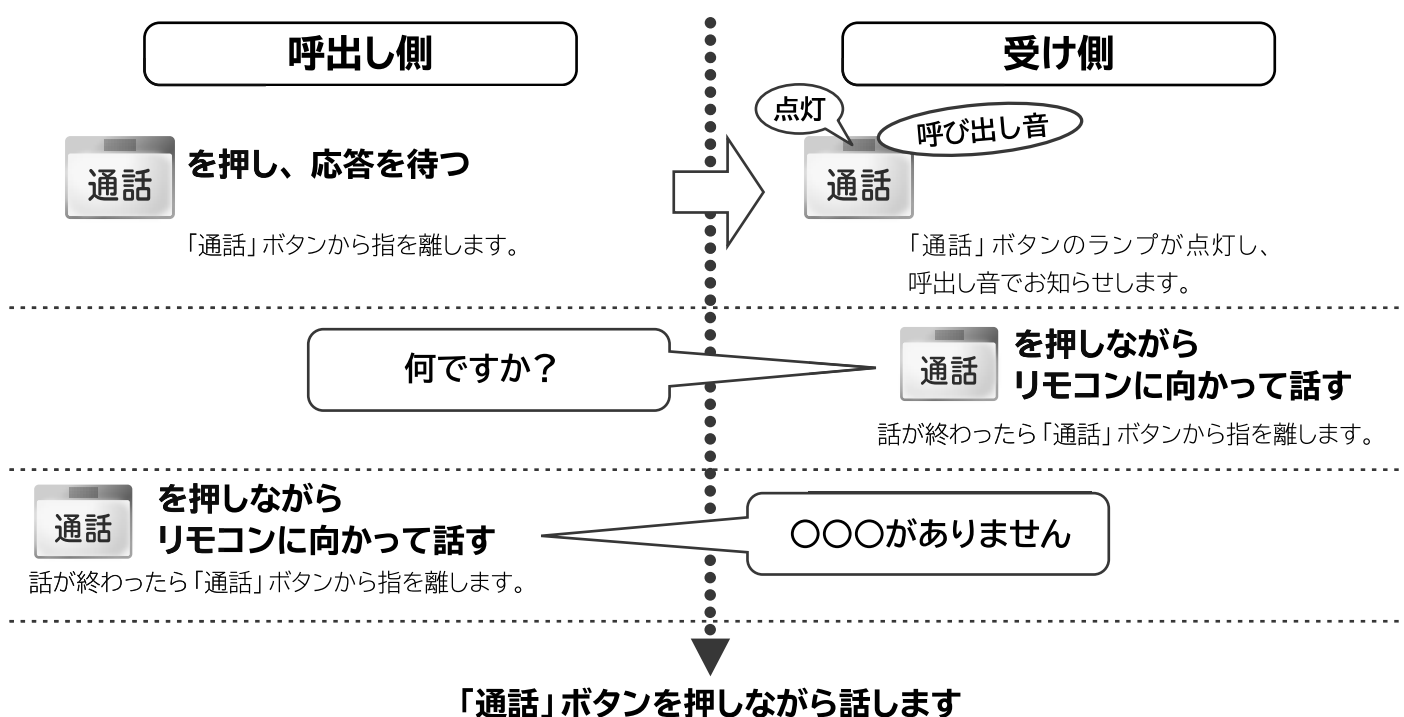 呼出し側
受け側
通話 を押し、応答を待つ
「通話」ボタンから指を離します。
点灯
呼び出し音
通話
「通話」ボタンのランプが点灯し、
呼出し音でお知らせします。
何ですか？
通話 を押しながら
リモコンに向かって話す
話が終わったら「通話」ボタンから指を離します。
通話 を押しながら
リモコンに向かって話す
話が終わったら「通話」ボタンから指を離します。
〇〇〇がありません
「通話」ボタンを押しながら話します